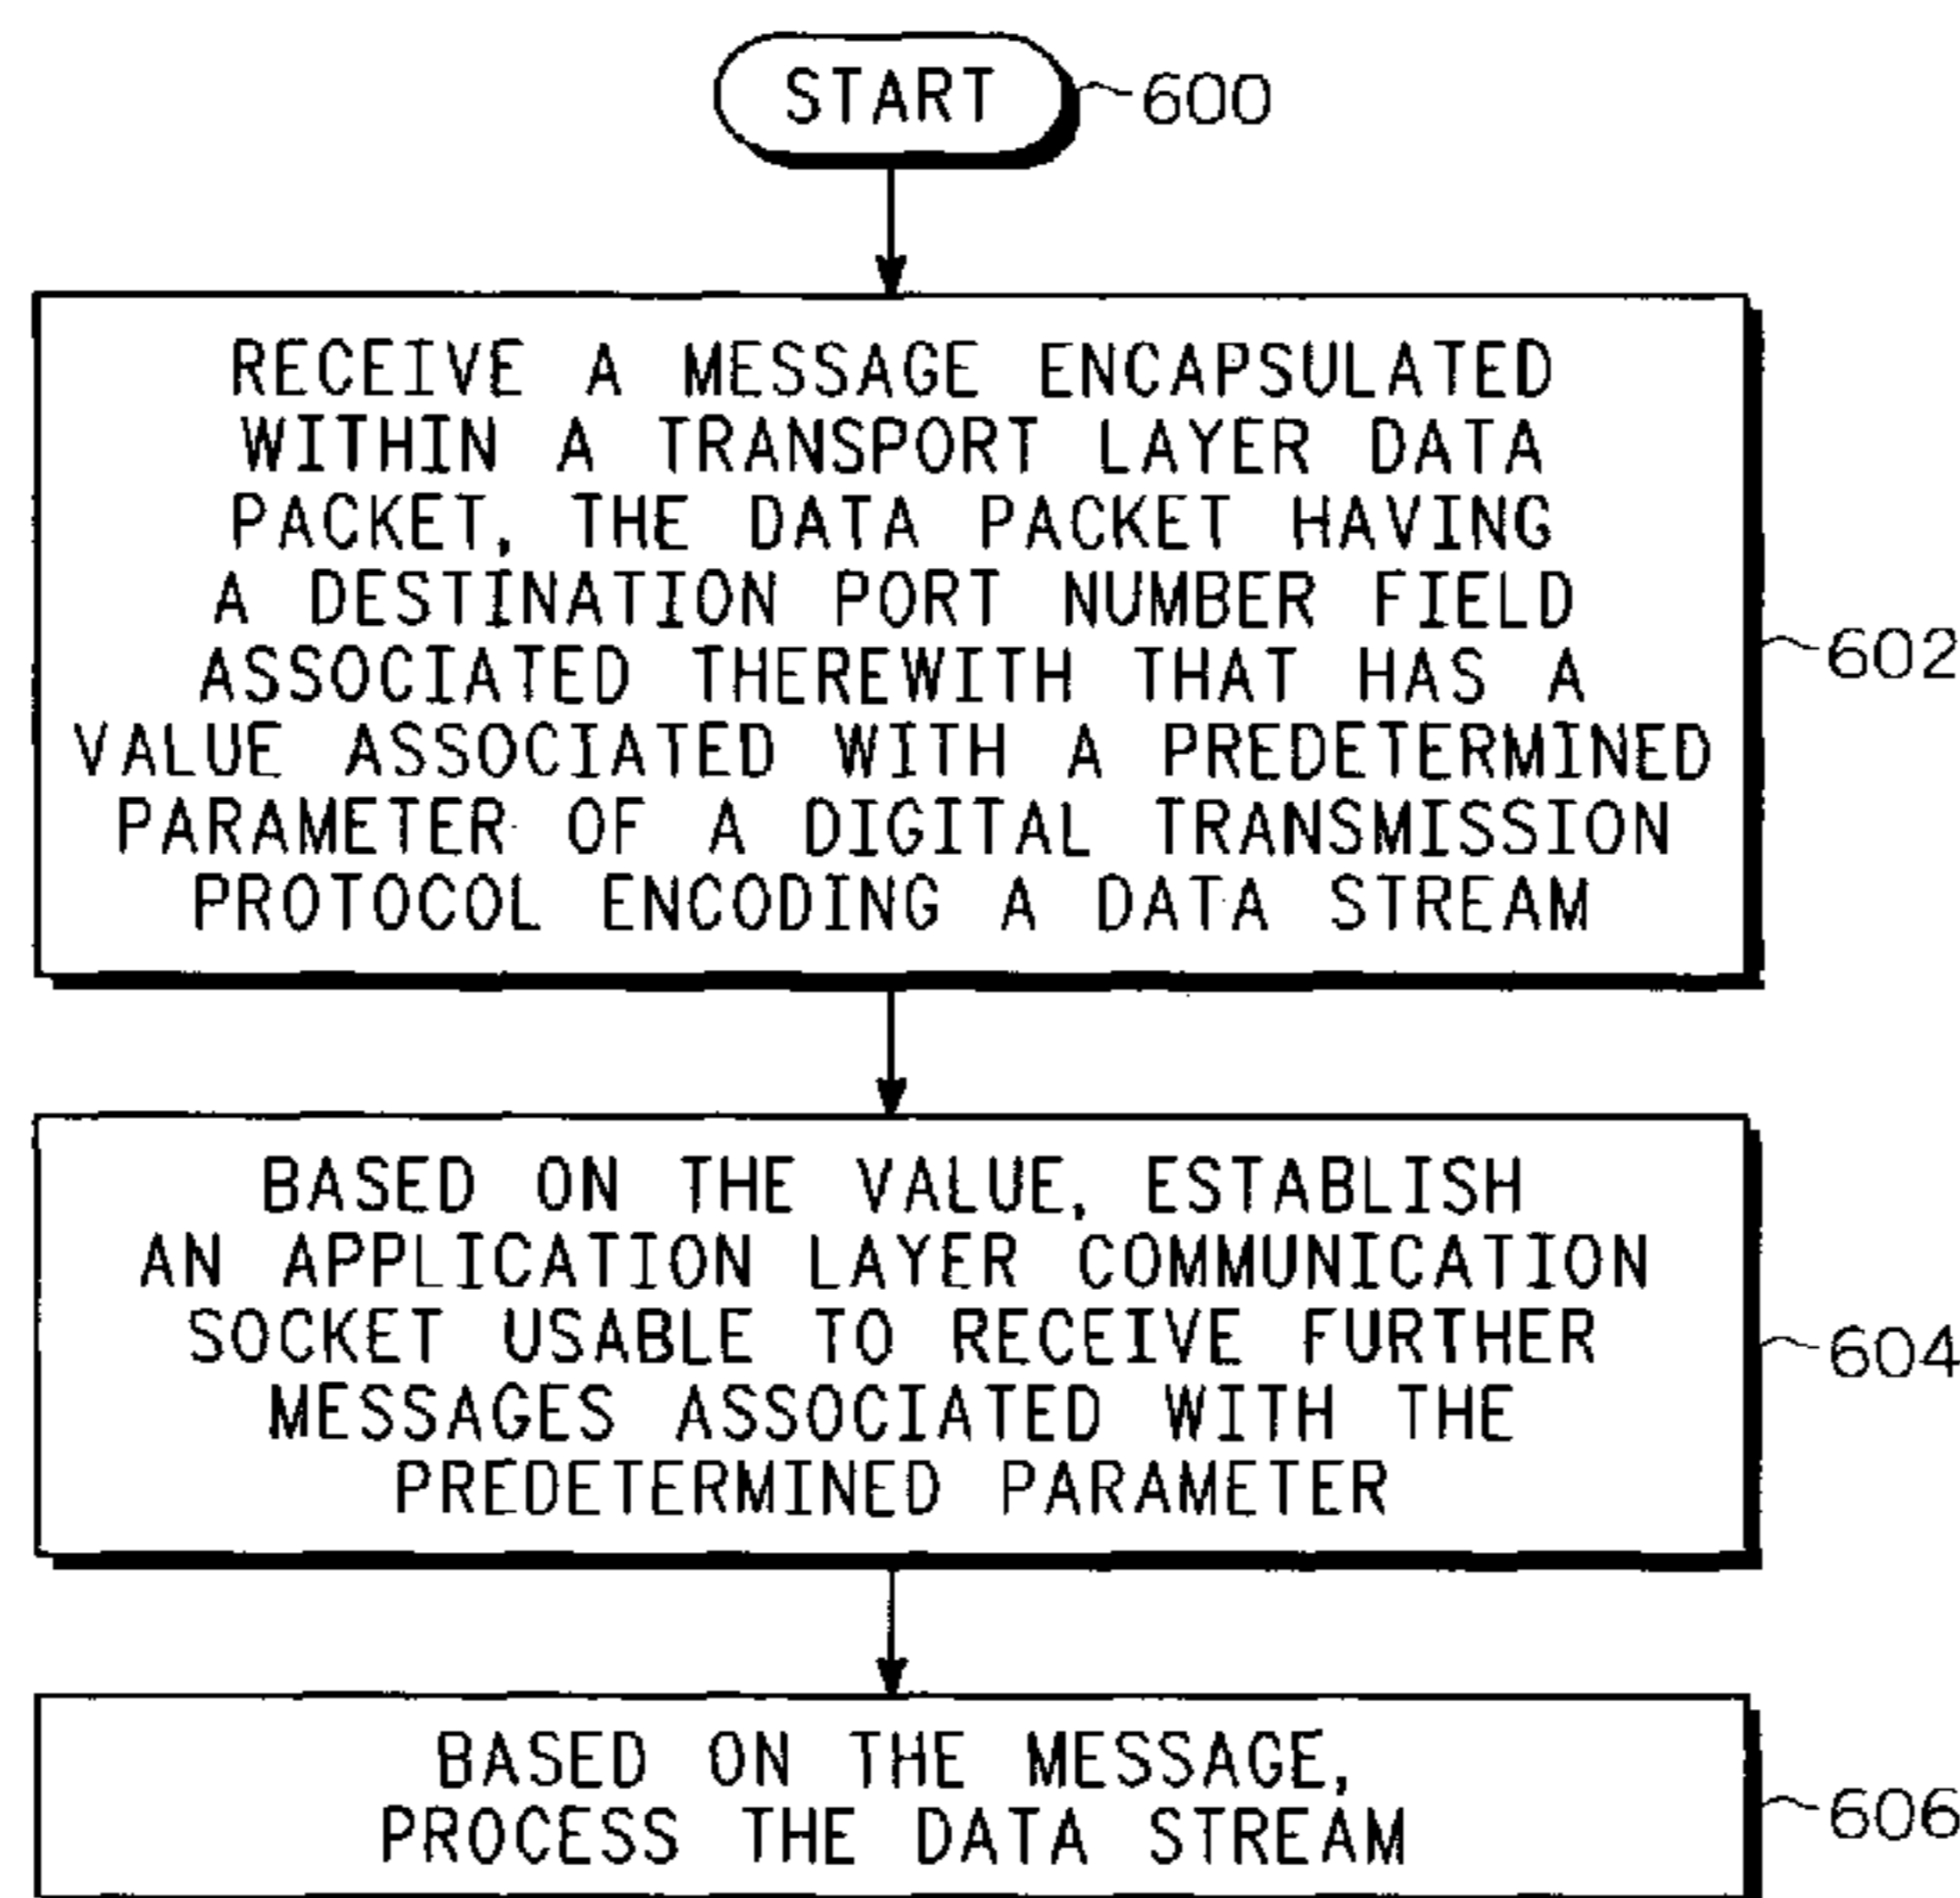 START
600
RECEIVE A MESSAGE ENCAPSULATED
WITHIN A TRANSPORT LAYER DATA
PACKET, THE DATA PACKET HAVING
A DESTINATION PORT NUMBER FIELD
ASSOCIATED THEREWITH THAT HAS A
VALUE ASSOCIATED WITH A PREDETERMINED
PARAMETER OF A DIGITAL TRANSMISSION
PROTOCOL ENCODING A DATA STREAM
602
BASED ON THE VALUE, ESTABLISH
AN APPLICATION LAYER COMMUNICATION
SOCKET USABLE TO RECEIVE FURTHER
MESSAGES ASSOCIATED WITH THE
PREDETERMINED PARAMETER
604
BASED ON THE MESSAGE,
PROCESS THE DATA STREAM
606